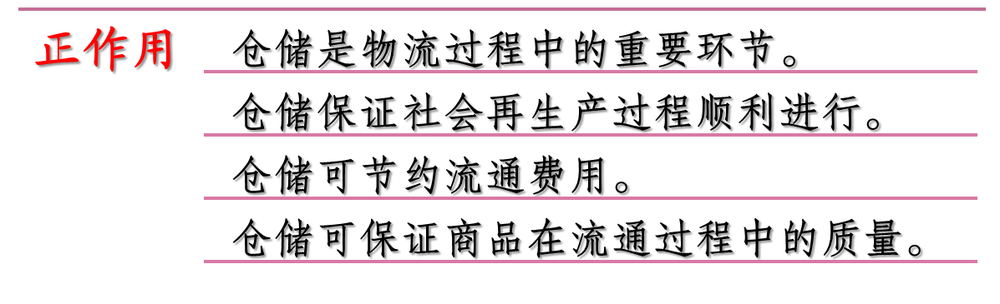 正作用
仓储是物流过程中的重要环节。
仓储保证社会再生产过程顺利进行。
仓储可节约流通费用。
仓储可保证商品在流通过程中的质量。